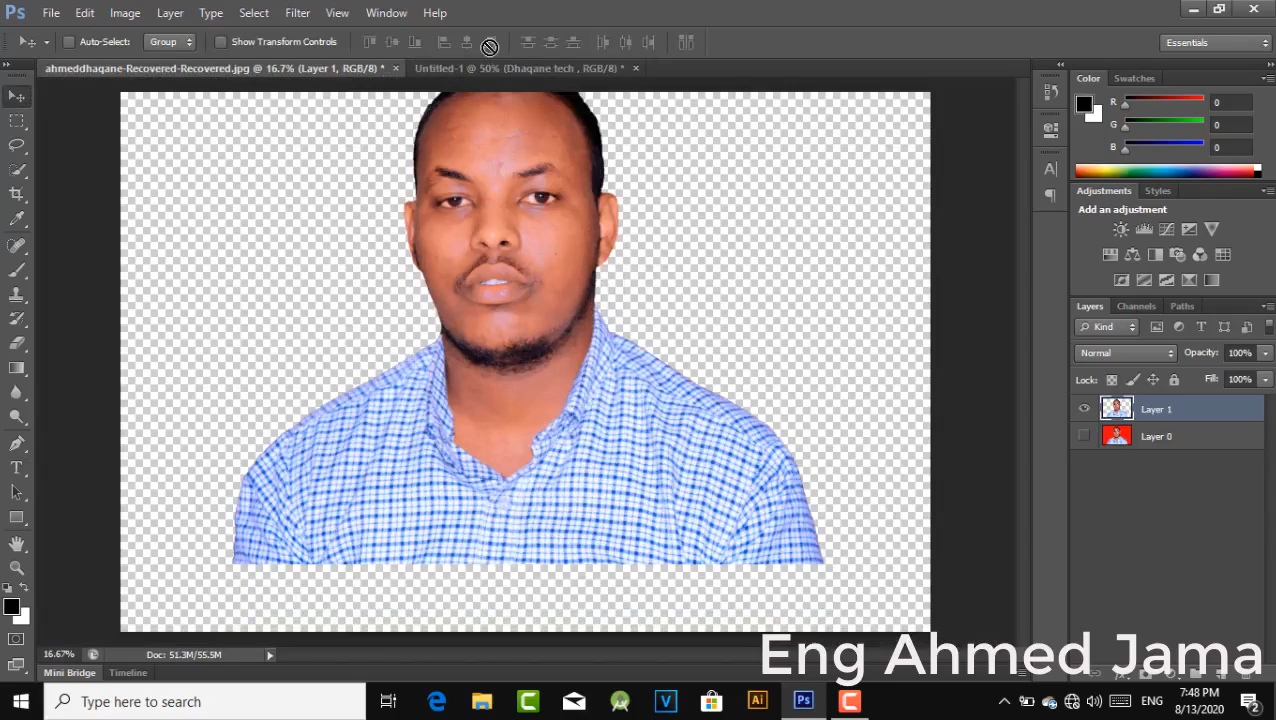 Ps File Edit Image Layer Type Select Filter View Window Help
Auto-Select: Group Show Transform Controls Essentials
ahmeddhaqane-Recovered-Recovered.jpg @ 16.7% (Layer 1, RGB/8) * × Untitled-1 @ 50% (Dhaqane tech , RGB/8) * ×
Color Swatches
R 0
G 0
B 0
Adjustments Styles
Add an adjustment
Layers Channels Paths
Kind
Normal Opacity: 100%
Lock: Fill: 100%
Layer 1
Layer 0
16.67% Doc: 51.3M/55.5M
Eng Ahmed Jama
Mini Bridge Timeline
Type here to search
ENG
7:48 PM
8/13/2020
2